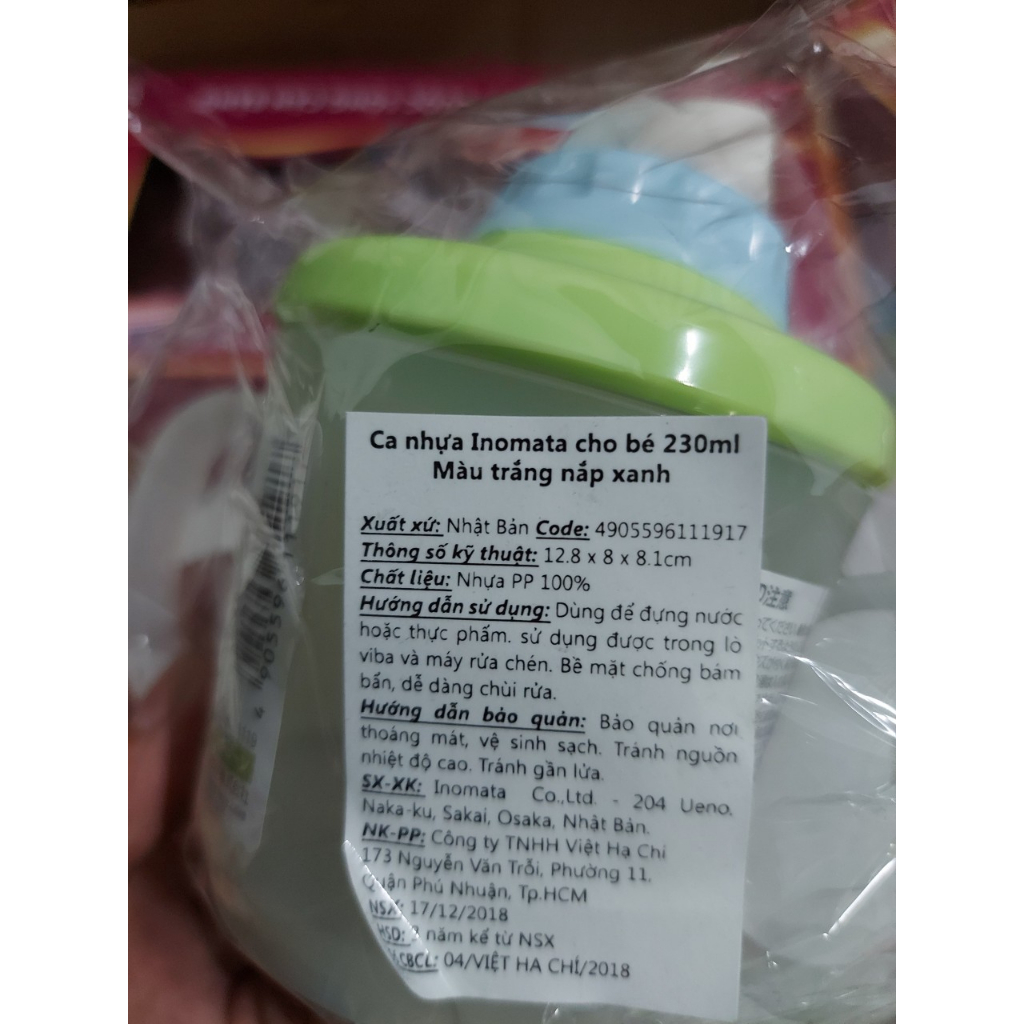 Ca nhựa Inomata cho bé 230ml
Màu trắng nắp xanh
Xuất xứ: Nhật Bản Code: 4905596111917
Thông số kỹ thuật: 12.8 x 8 x 8.1cm
Chất liệu: Nhựa PP 100%
Hướng dẫn sử dụng: Dùng để đựng nước
hoặc thực phẩm. sử dụng được trong lò
viba và máy rửa chén. Bề mặt chống bám
bẩn, dễ dàng chùi rửa.
Hướng dẫn bảo quản: Bảo quản nơi
thoáng mát, vệ sinh sạch. Tránh nguồn
nhiệt độ cao. Tránh gần lửa.
SX-XK: Inomata Co.,Ltd. - 204 Ueno,
Naka-ku, Sakai, Osaka, Nhật Bản.
NK-PP: Công ty TNHH Việt Hạ Chí
173 Nguyễn Văn Trỗi, Phường 11,
Quận Phú Nhuận, Tp.HCM
NSX: 17/12/2018
HSD: năm kể từ NSX
CBCL: 04/VIỆT HẠ CHÍ/2018
注意